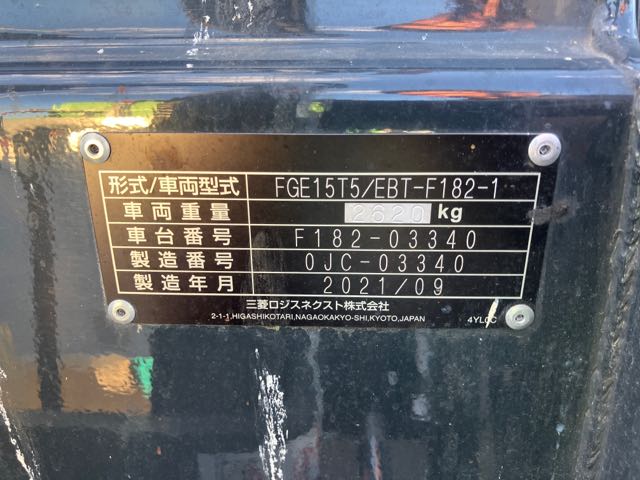 形式/車両型式 FGE15T5/EBT-F182-1
車両重量 2620 kg
車台番号 F182-03340
製造番号 0JC-03340
製造年月 2021/09
三菱ロジスネクスト株式会社
2-1-1,HIGASHIKOTARI,NAGAOKAKYO-SHI,KYOTO,JAPAN